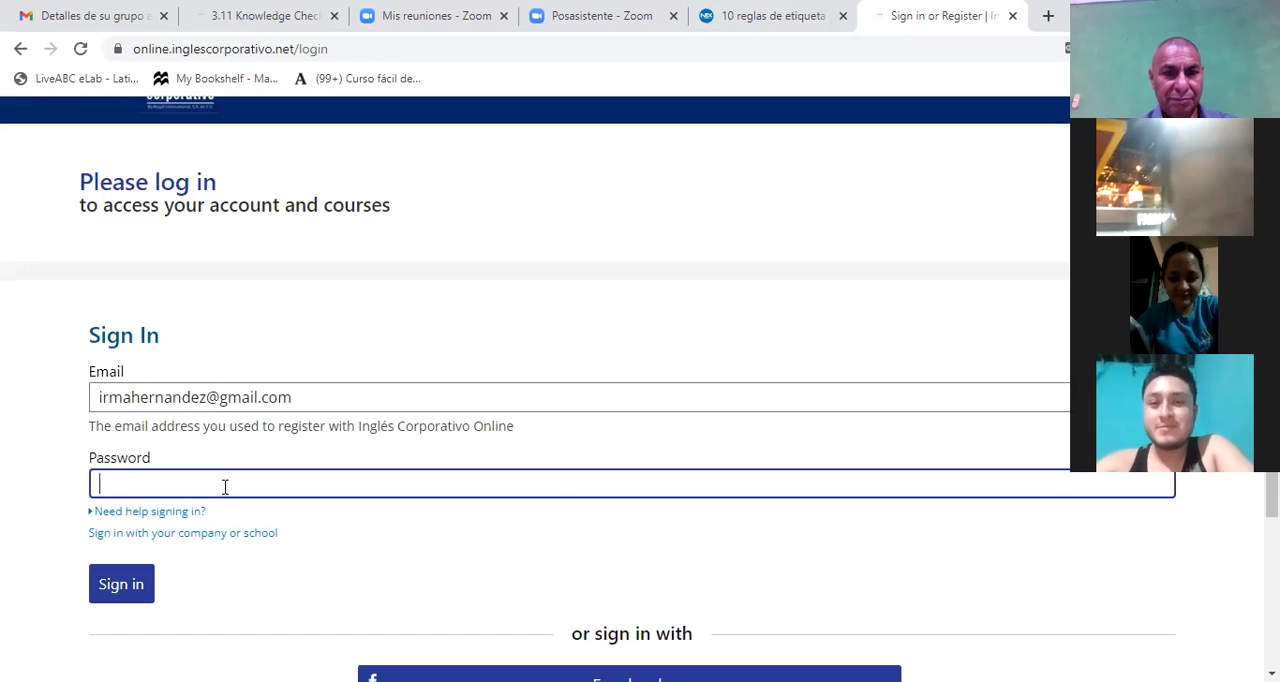 Detalles de su grupo a
3.11 Knowledge Chec
Mis reuniones - Zoom
Posasistente - Zoom
10 reglas de etiqueta
Sign in or Register | In
online.inglescorporativo.net/login
LiveABC eLab - Lati...
My Bookshelf - Ma...
(99+) Curso fácil de...
Please log in
to access your account and courses
Sign In
Email
irmahernandez@gmail.com
The email address you used to register with Inglés Corporativo Online
Password
Need help signing in?
Sign in with your company or school
Sign in
or sign in with